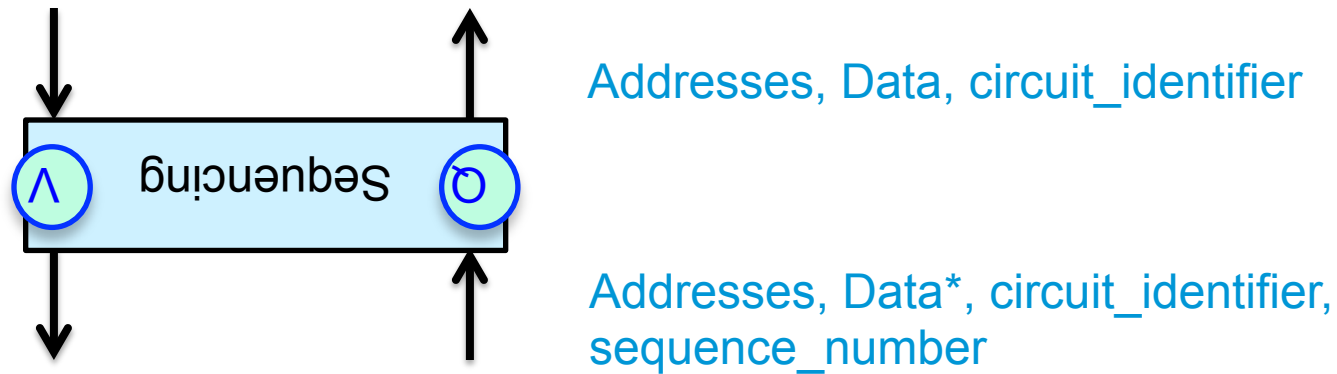 Addresses, Data, circuit_identifier
V
Sequencing
Q
Addresses, Data*, circuit_identifier,
sequence_number